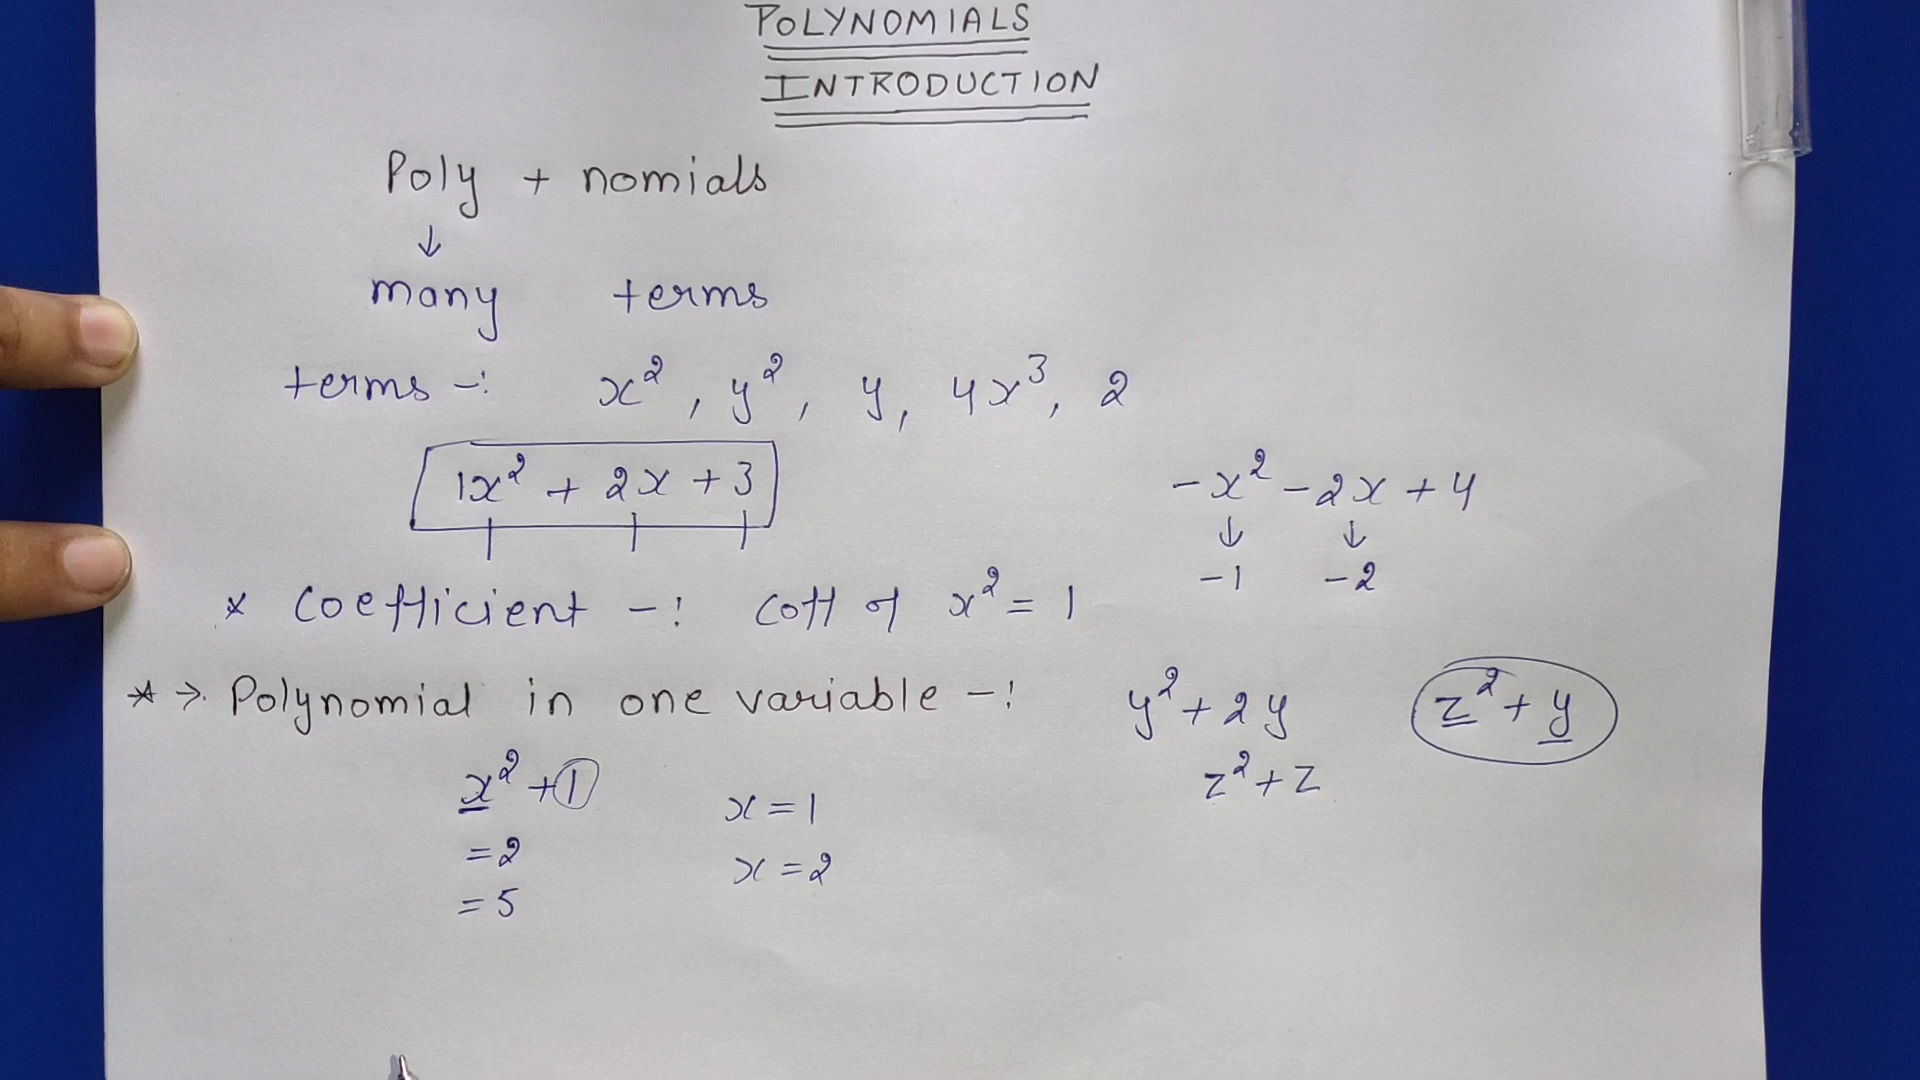 POLYNOMIALS
INTRODUCTION
Poly + nomials
↓
many terms
terms -: x², y², y, 4x³, 2
1x² + 2x + 3
-x² - 2x + 4
↓ ↓
-1 -2
* Coefficient -: Coff of x² = 1
* →. Polynomial in one variable -: y² + 2y z² + y
z² + z
x² + 1
x = 1
= 2
x = 2
= 5